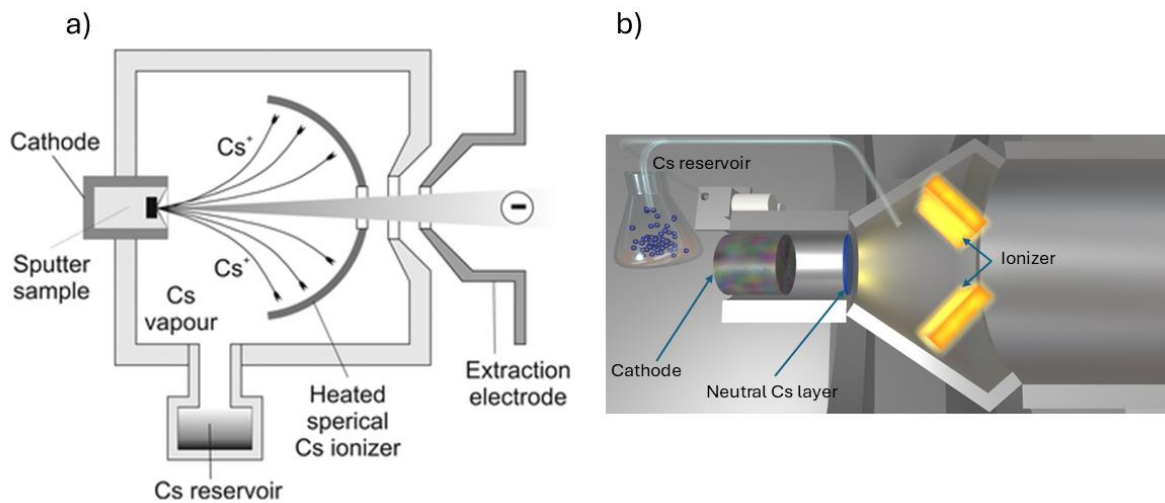 a)
Cathode
Cs⁺
Sputter
sample
Cs⁺
Cs
vapour
Heated
sperical
Cs ionizer
Cs reservoir
Extraction
electrode
−
b)
Cs reservoir
Ionizer
Cathode
Neutral Cs layer